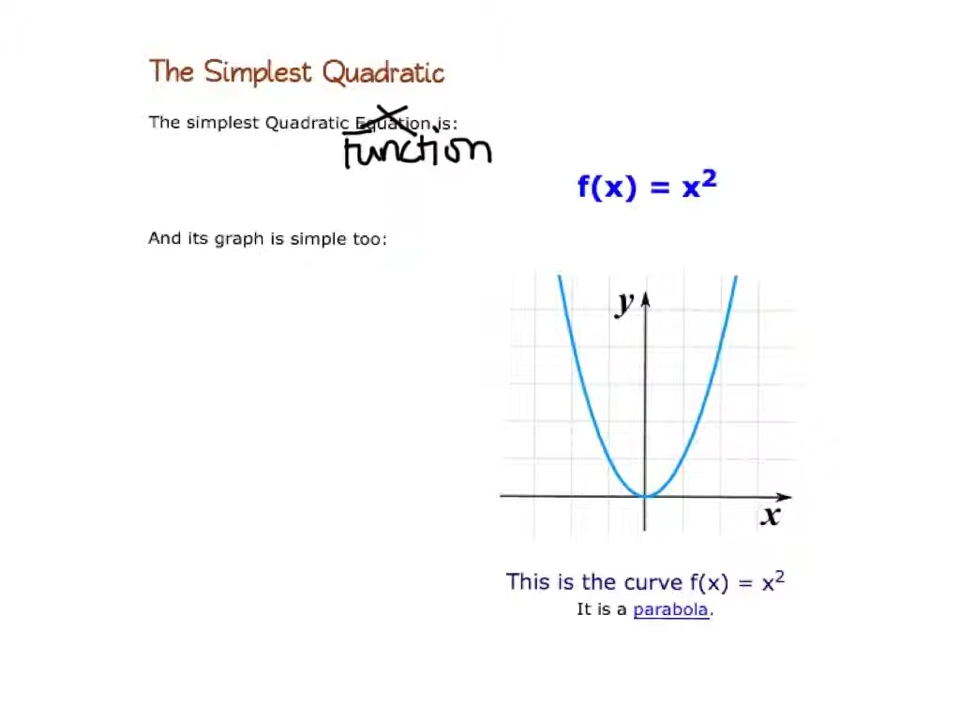 The Simplest Quadratic
The simplest Quadratic Equation is:
Function
f(x) = x²
And its graph is simple too:
y
x
This is the curve f(x) = x²
It is a parabola.